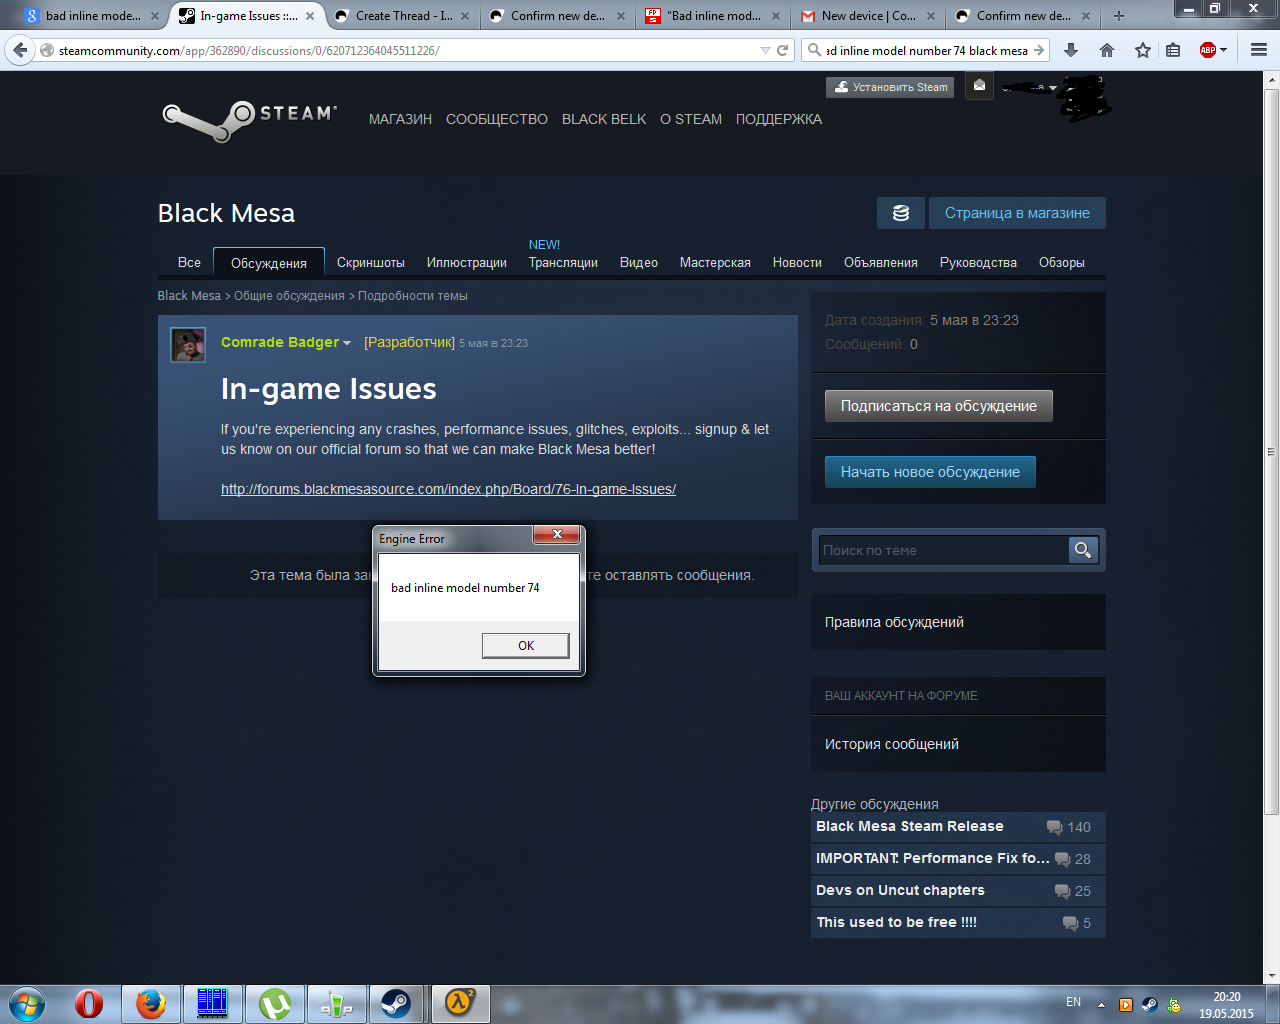 bad inline mode...
In-game Issues ::...
Create Thread - I...
Confirm new de...
"Bad inline mod...
New device | Co...
Confirm new de...
steamcommunity.com/app/362890/discussions/0/620712364045511226/
inline model number 74 black mesa
ABP
Установить Steam
STEAM
МАГАЗИН СООБЩЕСТВО BLACK BELK О STEAM ПОДДЕРЖКА
Black Mesa
Страница в магазине
NEW!
Все Обсуждения Скриншоты Иллюстрации Трансляции Видео Мастерская Новости Объявления Руководства Обзоры
Black Mesa > Общие обсуждения > Подробности темы
Comrade Badger [Разработчик] 5 мая в 23:23
In-game Issues
If you're experiencing any crashes, performance issues, glitches, exploits... signup & let
us know on our official forum so that we can make Black Mesa better!
http://forums.blackmesasource.com/index.php/Board/76-In-game-Issues/
Эта тема была
оставлять сообщения.
Engine Error
bad inline model number 74
OK
Дата создания: 5 мая в 23:23
Сообщений: 0
Подписаться на обсуждение
Начать новое обсуждение
Поиск по теме
Правила обсуждений
ВАШ АККАУНТ НА ФОРУМЕ
История сообщений
Другие обсуждения
Black Mesa Steam Release 140
IMPORTANT: Performance Fix fo... 28
Devs on Uncut chapters 25
This used to be free !!!! 5
EN
20:20
19.05.2015